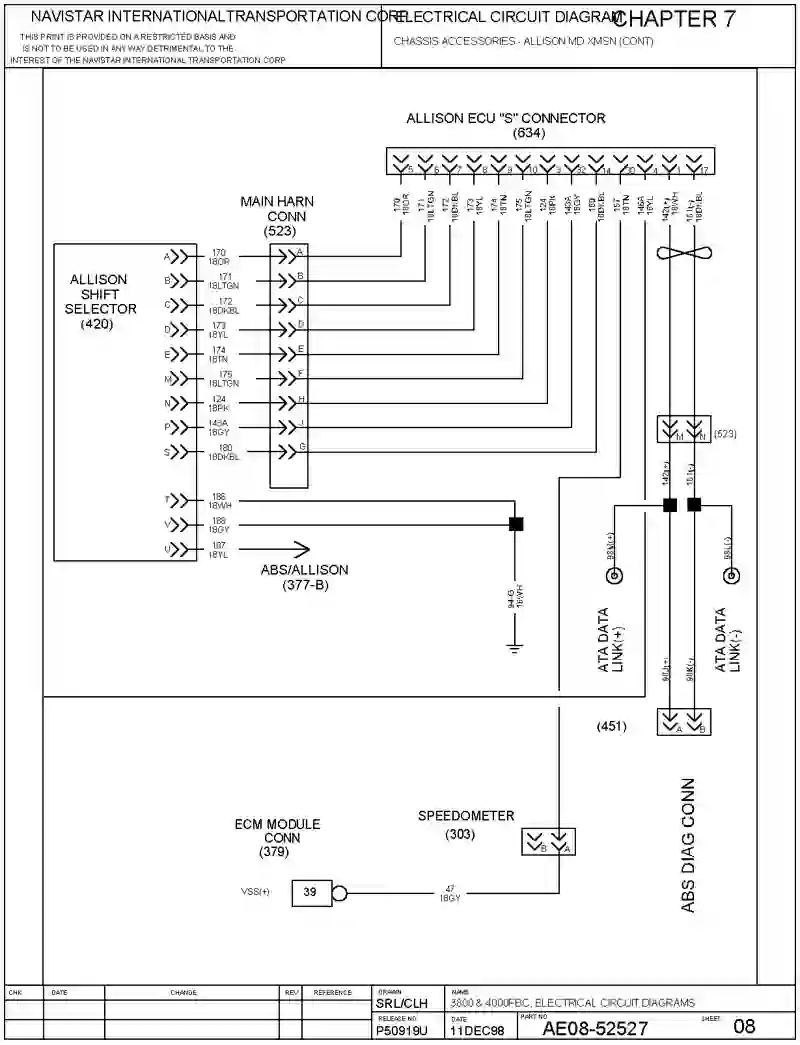 NAVISTAR INTERNATIONALTRANSPORTATION CORP.
THIS PRINT IS PROVIDED ON A RESTRICTED BASIS AND
IS NOT TO BE USED IN ANY WAY DETRIMENTAL TO THE
INTEREST OF THE NAVISTAR INTERNATIONAL TRANSPORTATION CORP
ELECTRICAL CIRCUIT DIAGRAM
CHAPTER 7
CHASSIS ACCESSORIES - ALLISON MD XMSN (CONT)
ALLISON ECU "S" CONNECTOR
(634)
5 6 7 8 9 10 3 32 14 30 4 1 17
170 18OR
171 18LTGN
172 18DKBL
173 18YL
174 18TN
175 18LTGN
124 18PK
143A 18GY
180 18DKBL
157 18TN
146A 18YL
142(+) 18WH
151(-) 18DKBL
MAIN HARN
CONN
(523)
ALLISON
SHIFT
SELECTOR
(420)
A 170 18OR A
B 171 18LTGN B
C 172 18DKBL C
D 173 18YL D
E 174 18TN E
M 175 18LTGN F
N 124 18PK H
P 143A 18GY J
S 180 18DKBL G
T 186 18WH
V 188 18GY
U 187 18YL
ABS/ALLISON
(377-B)
94-G 16WH
M N (523)
142(+)
151(-)
98M(+)
98L(-)
ATA DATA
LINK(+)
ATA DATA
LINK(-)
98J(+)
98K(-)
(451)
A B
ABS DIAG CONN
SPEEDOMETER
(303)
B A
ECM MODULE
CONN
(379)
VSS(+) 39
47
18GY
CHK DATE CHANGE REV REFERENCE
DRAWN
SRL/CLH
NAME
3800 & 4000FBC, ELECTRICAL CIRCUIT DIAGRAMS
RELEASE NO.
P50919U
DATE
11DEC98
PART NO.
AE08-52527
SHEET
08